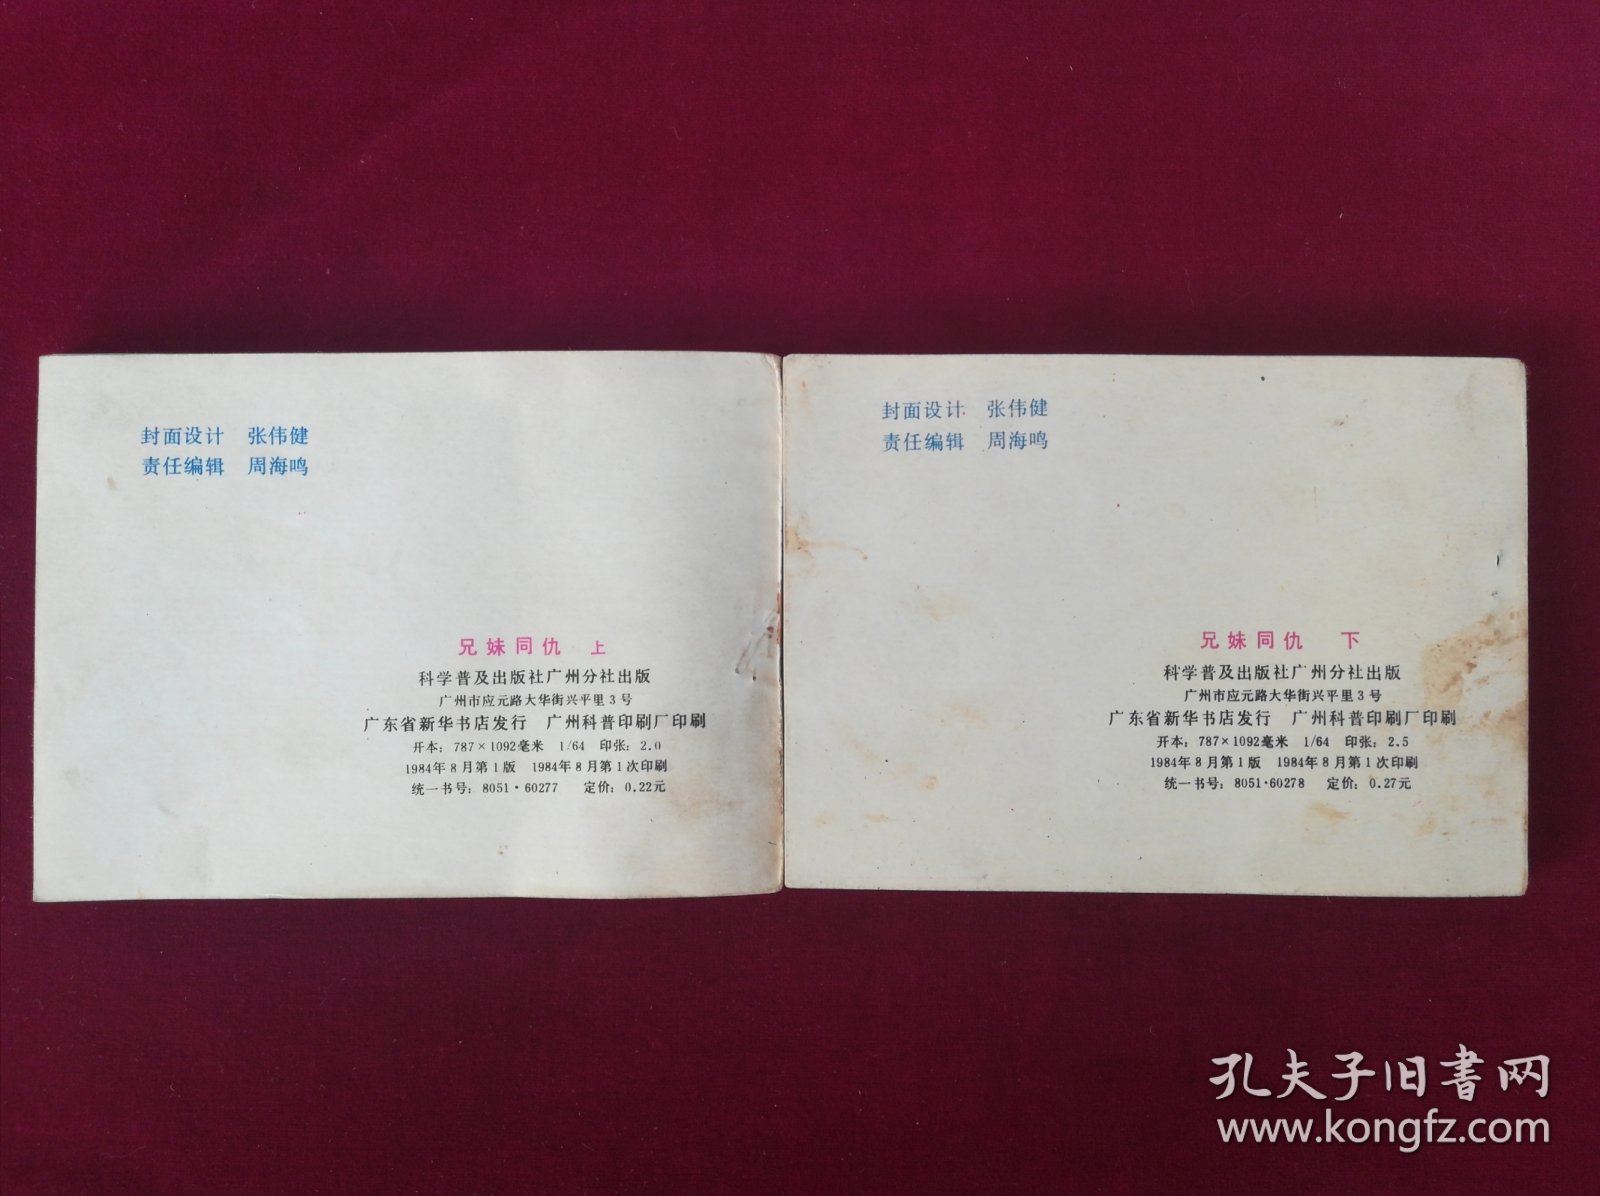 封面设计　张伟健
责任编辑　周海鸣
兄妹同仇　上
科学普及出版社广州分社出版
广州市应元路大华街兴平里3号
广东省新华书店发行　广州科普印刷厂印刷
开本：787×1092毫米　1/64　印张：2.0
1984年8月第1版　1984年8月第1次印刷
统一书号：8051·60277　定价：0.22元
封面设计　张伟健
责任编辑　周海鸣
兄妹同仇　下
科学普及出版社广州分社出版
广州市应元路大华街兴平里3号
广东省新华书店发行　广州科普印刷厂印刷
开本：787×1092毫米　1/64　印张：2.5
1984年8月第1版　1984年8月第1次印刷
统一书号：8051·60278　定价：0.27元
孔夫子旧书网
www.kongfz.com